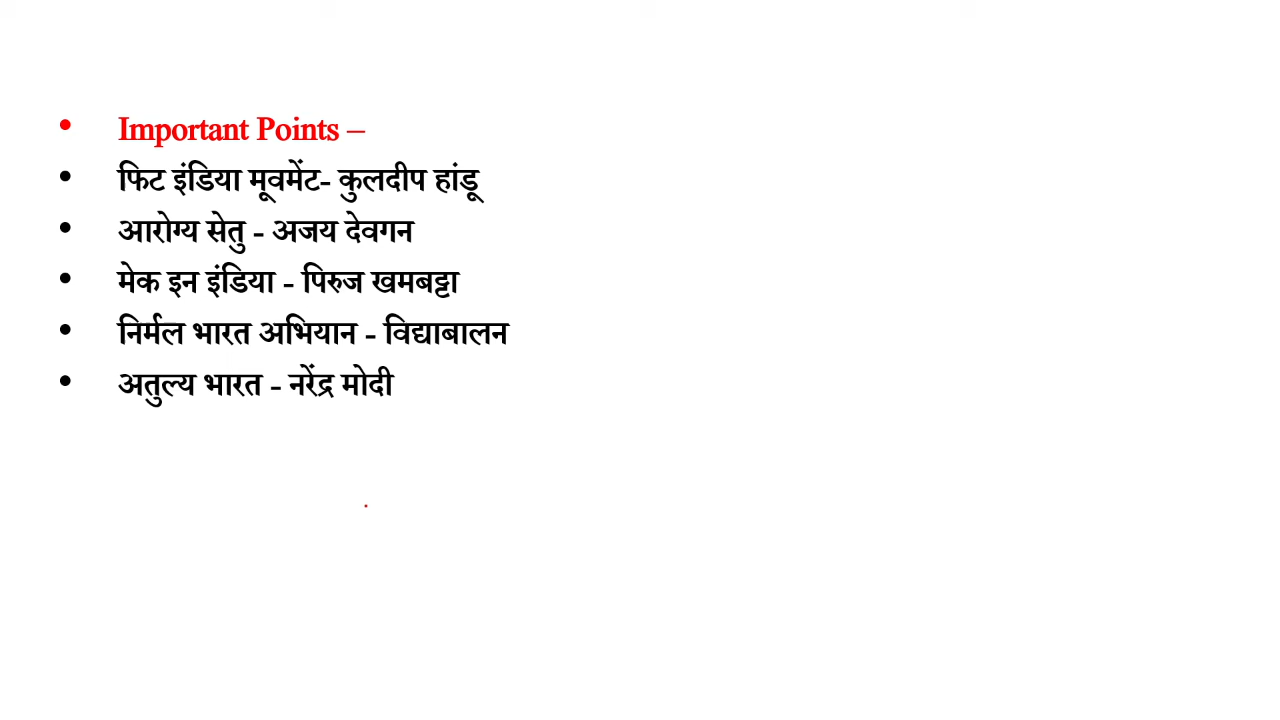 • Important Points –
• फिट इंडिया मूवमेंट- कुलदीप हांडू
• आरोग्य सेतु - अजय देवगन
• मेक इन इंडिया - पिरुज खमबट्टा
• निर्मल भारत अभियान - विद्याबालन
• अतुल्य भारत - नरेंद्र मोदी